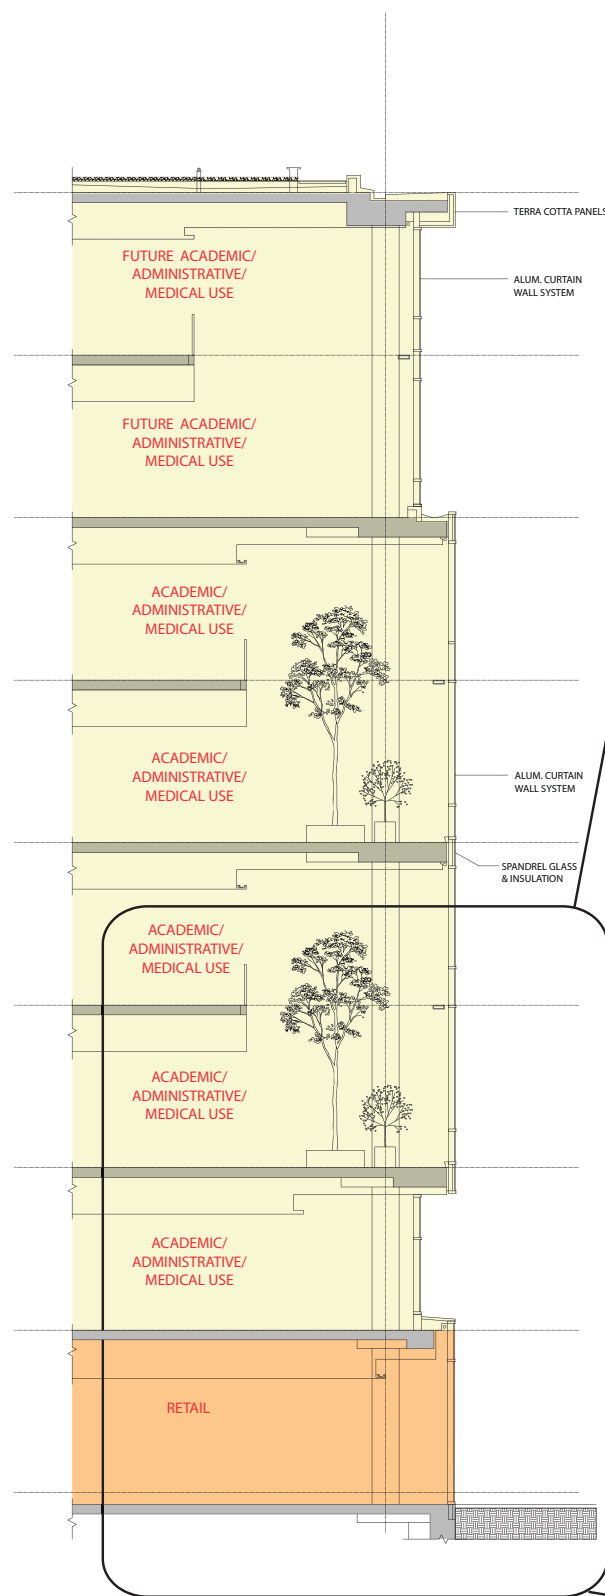 TERRA COTTA PANELS
FUTURE ACADEMIC/
ADMINISTRATIVE/
MEDICAL USE
ALUM. CURTAIN
WALL SYSTEM
FUTURE ACADEMIC/
ADMINISTRATIVE/
MEDICAL USE
ACADEMIC/
ADMINISTRATIVE/
MEDICAL USE
ACADEMIC/
ADMINISTRATIVE/
MEDICAL USE
ALUM. CURTAIN
WALL SYSTEM
SPANDREL GLASS
& INSULATION
ACADEMIC/
ADMINISTRATIVE/
MEDICAL USE
ACADEMIC/
ADMINISTRATIVE/
MEDICAL USE
ACADEMIC/
ADMINISTRATIVE/
MEDICAL USE
RETAIL